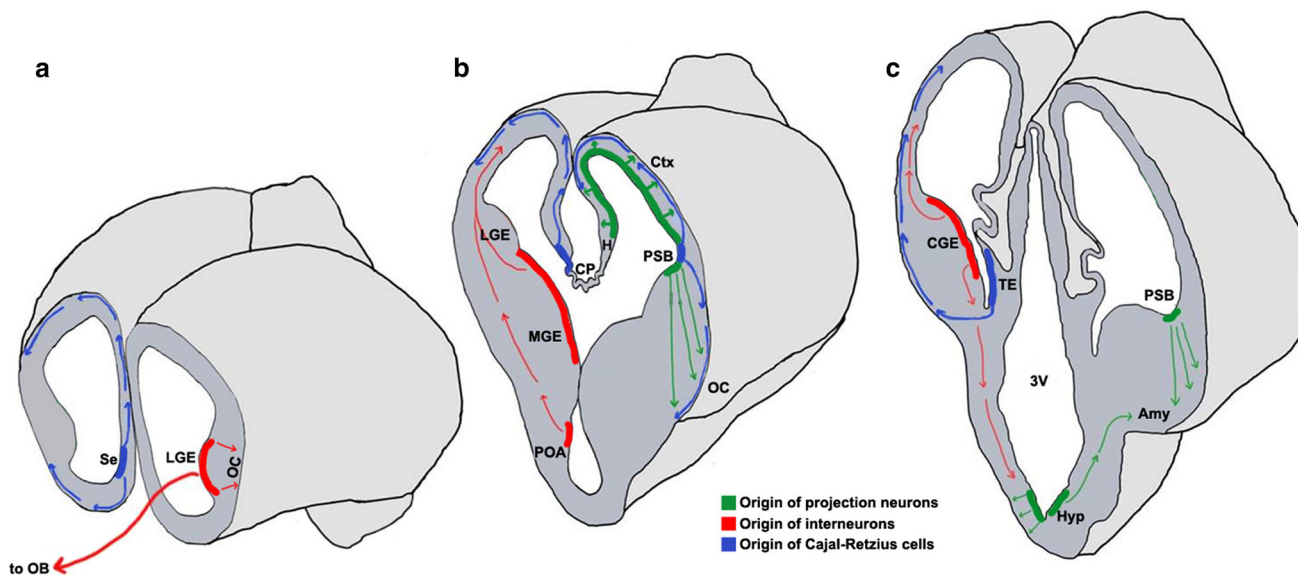 a
Se
LGE
OC
to OB
b
Ctx
LGE
H
CP
PSB
MGE
OC
POA
c
CGE
TE
PSB
3V
Amy
Hyp
Origin of projection neurons
Origin of interneurons
Origin of Cajal-Retzius cells